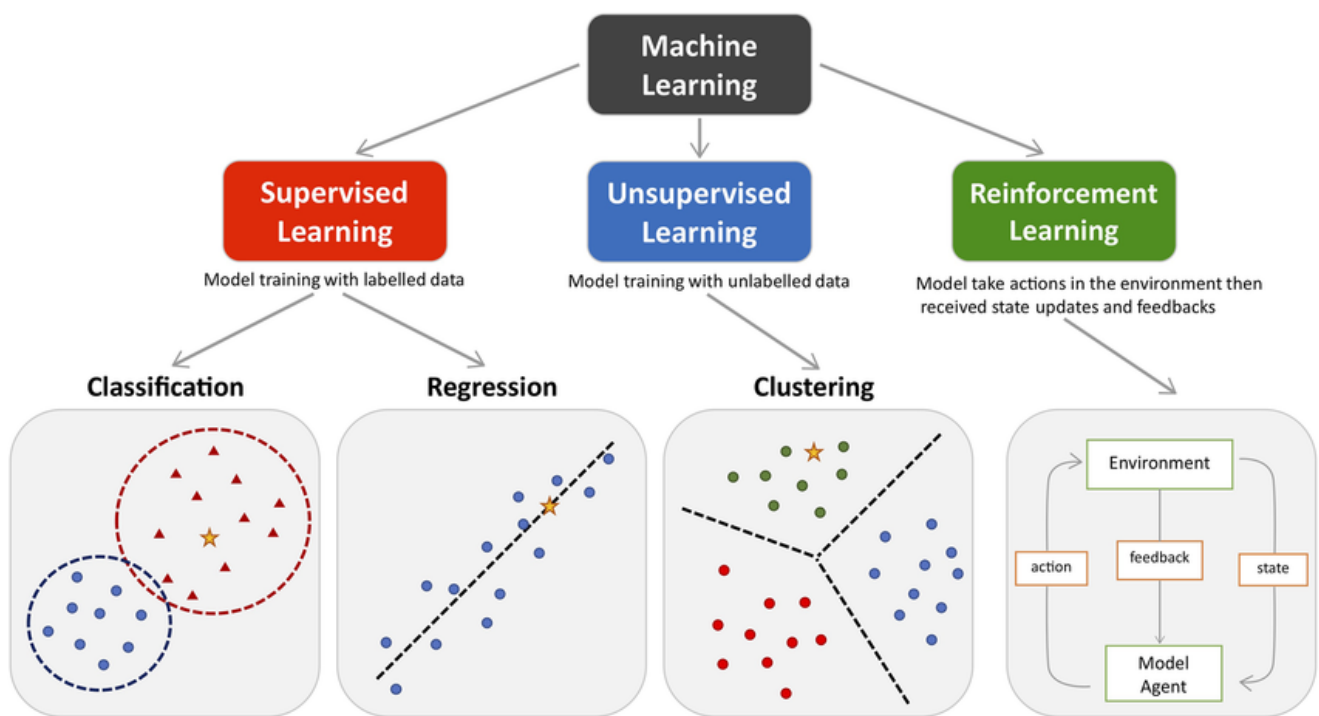 Machine
Learning
Supervised
Learning
Unsupervised
Learning
Reinforcement
Learning
Model training with labelled data
Model training with unlabelled data
Model take actions in the environment then
received state updates and feedbacks
Classification
Regression
Clustering
Environment
action
feedback
state
Model
Agent